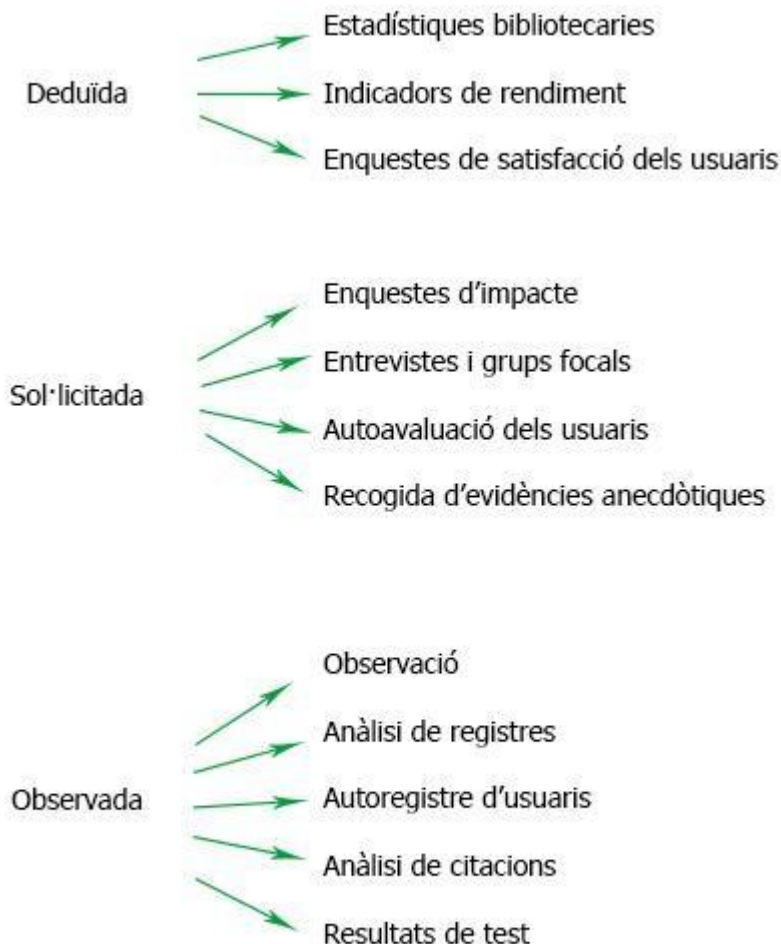 Deduïda
Estadístiques bibliotecaries
Indicadors de rendiment
Enquestes de satisfacció dels usuaris
Sol·licitada
Enquestes d'impacte
Entrevistes i grups focals
Autoavaluació dels usuaris
Recogida d'evidències anecdòtiques
Observada
Observació
Anàlisi de registres
Autoregistre d'usuaris
Anàlisi de citacions
Resultats de test